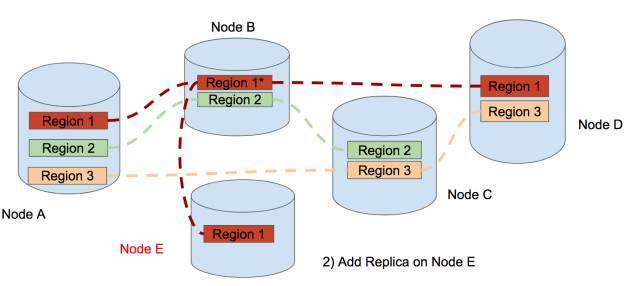 Node B
Region 1*
Region 2
Region 1
Region 3
Node D
Region 1
Region 2
Region 3
Node A
Region 2
Region 3
Node C
Region 1
Node E
2) Add Replica on Node E